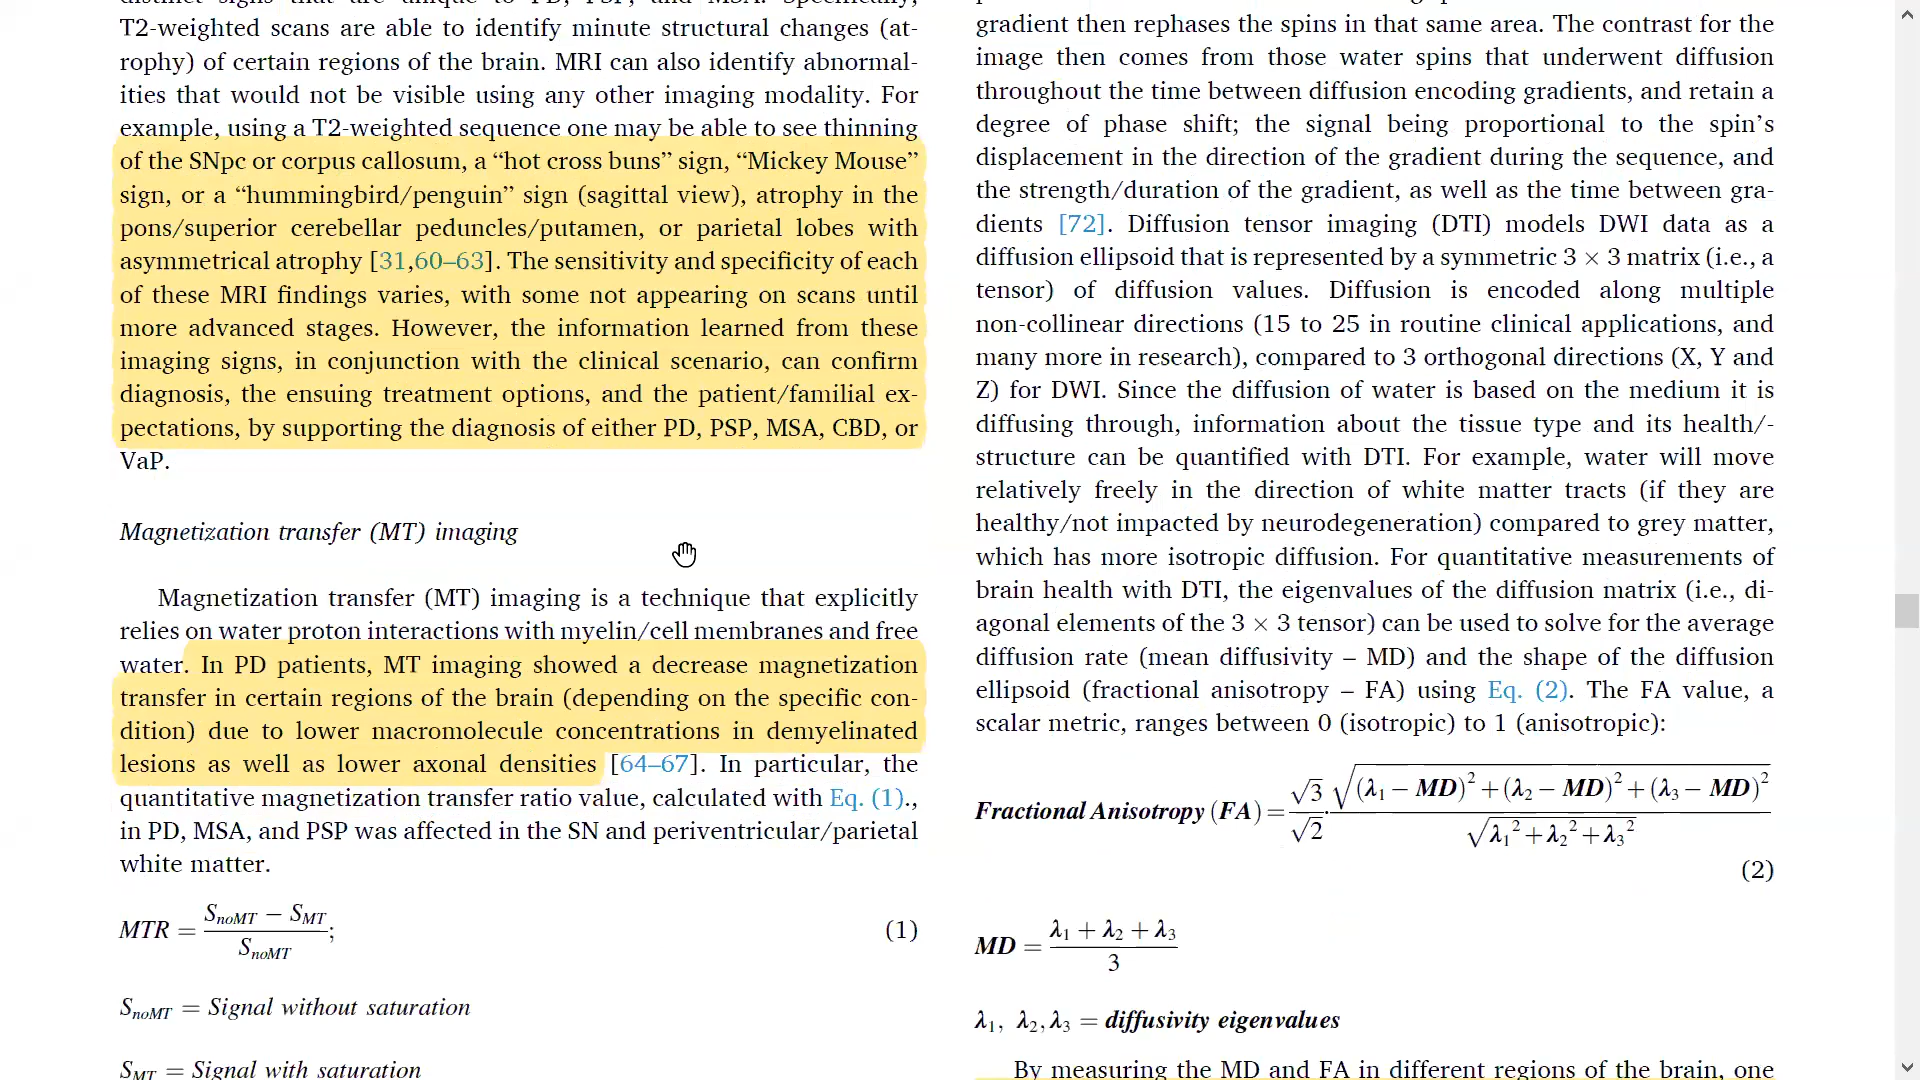 T2-weighted scans are able to identify minute structural changes (at-
rophy) of certain regions of the brain. MRI can also identify abnormal-
ities that would not be visible using any other imaging modality. For
example, using a T2-weighted sequence one may be able to see thinning
of the SNpc or corpus callosum, a “hot cross buns” sign, “Mickey Mouse”
sign, or a “hummingbird/penguin” sign (sagittal view), atrophy in the
pons/superior cerebellar peduncles/putamen, or parietal lobes with
asymmetrical atrophy [31,60–63]. The sensitivity and specificity of each
of these MRI findings varies, with some not appearing on scans until
more advanced stages. However, the information learned from these
imaging signs, in conjunction with the clinical scenario, can confirm
diagnosis, the ensuing treatment options, and the patient/familial ex-
pectations, by supporting the diagnosis of either PD, PSP, MSA, CBD, or
VaP.
Magnetization transfer (MT) imaging
Magnetization transfer (MT) imaging is a technique that explicitly
relies on water proton interactions with myelin/cell membranes and free
water. In PD patients, MT imaging showed a decrease magnetization
transfer in certain regions of the brain (depending on the specific con-
dition) due to lower macromolecule concentrations in demyelinated
lesions as well as lower axonal densities [64–67]. In particular, the
quantitative magnetization transfer ratio value, calculated with Eq. (1).,
in PD, MSA, and PSP was affected in the SN and periventricular/parietal
white matter.
MTR = (S_noMT − S_MT) / S_noMT; (1)
S_noMT = Signal without saturation
S_MT = Signal with saturation
gradient then rephases the spins in that same area. The contrast for the
image then comes from those water spins that underwent diffusion
throughout the time between diffusion encoding gradients, and retain a
degree of phase shift; the signal being proportional to the spin’s
displacement in the direction of the gradient during the sequence, and
the strength/duration of the gradient, as well as the time between gra-
dients [72]. Diffusion tensor imaging (DTI) models DWI data as a
diffusion ellipsoid that is represented by a symmetric 3 × 3 matrix (i.e., a
tensor) of diffusion values. Diffusion is encoded along multiple
non-collinear directions (15 to 25 in routine clinical applications, and
many more in research), compared to 3 orthogonal directions (X, Y and
Z) for DWI. Since the diffusion of water is based on the medium it is
diffusing through, information about the tissue type and its health/-
structure can be quantified with DTI. For example, water will move
relatively freely in the direction of white matter tracts (if they are
healthy/not impacted by neurodegeneration) compared to grey matter,
which has more isotropic diffusion. For quantitative measurements of
brain health with DTI, the eigenvalues of the diffusion matrix (i.e., di-
agonal elements of the 3 × 3 tensor) can be used to solve for the average
diffusion rate (mean diffusivity – MD) and the shape of the diffusion
ellipsoid (fractional anisotropy – FA) using Eq. (2). The FA value, a
scalar metric, ranges between 0 (isotropic) to 1 (anisotropic):
Fractional Anisotropy (FA) = √3/√2 · √((λ1 − MD)² + (λ2 − MD)² + (λ3 − MD)²) / √(λ1² + λ2² + λ3²)
(2)
MD = (λ1 + λ2 + λ3) / 3
λ1, λ2, λ3 = diffusivity eigenvalues
By measuring the MD and FA in different regions of the brain, one